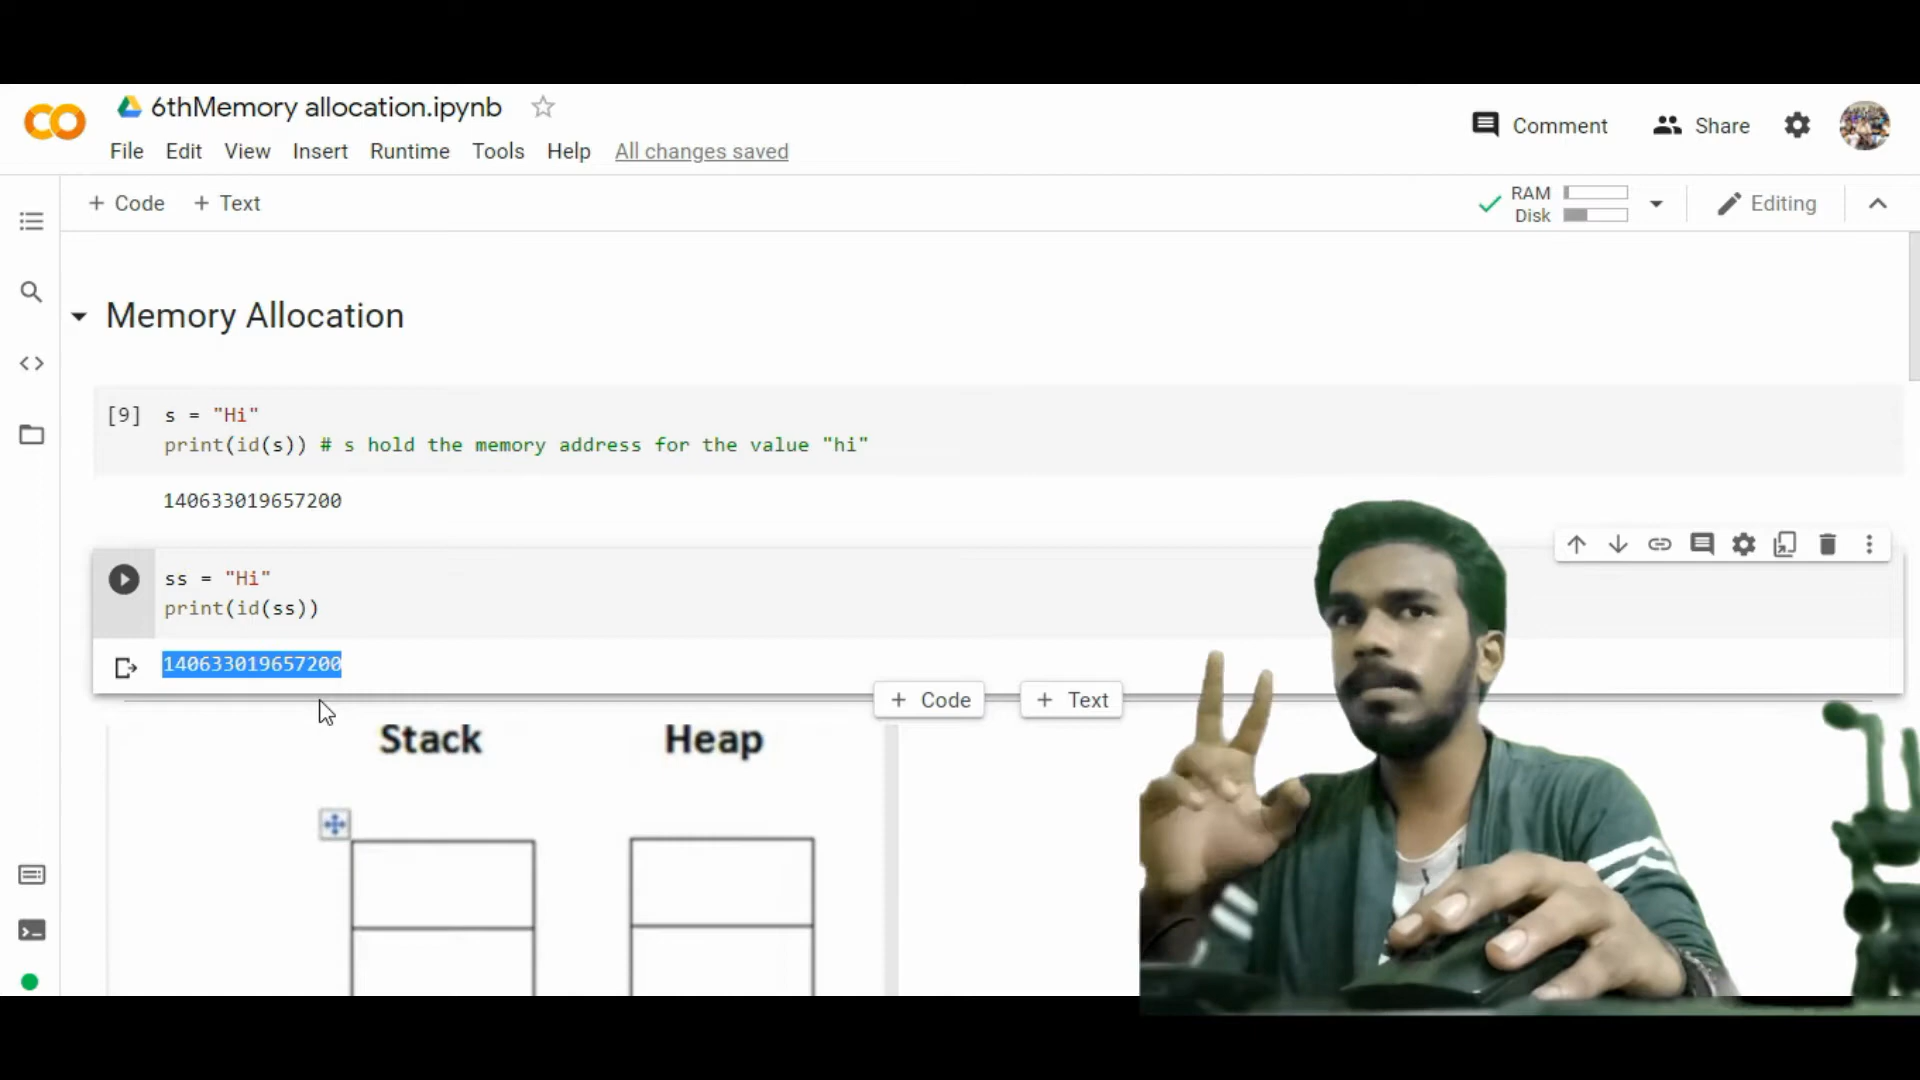 6thMemory allocation.ipynb
Comment
Share
File Edit View Insert Runtime Tools Help All changes saved
+ Code + Text
RAM
Disk
Editing
Memory Allocation
[9] s = "Hi"
print(id(s)) # s hold the memory address for the value "hi"
140633019657200
ss = "Hi"
print(id(ss))
140633019657200
+ Code + Text
Stack Heap